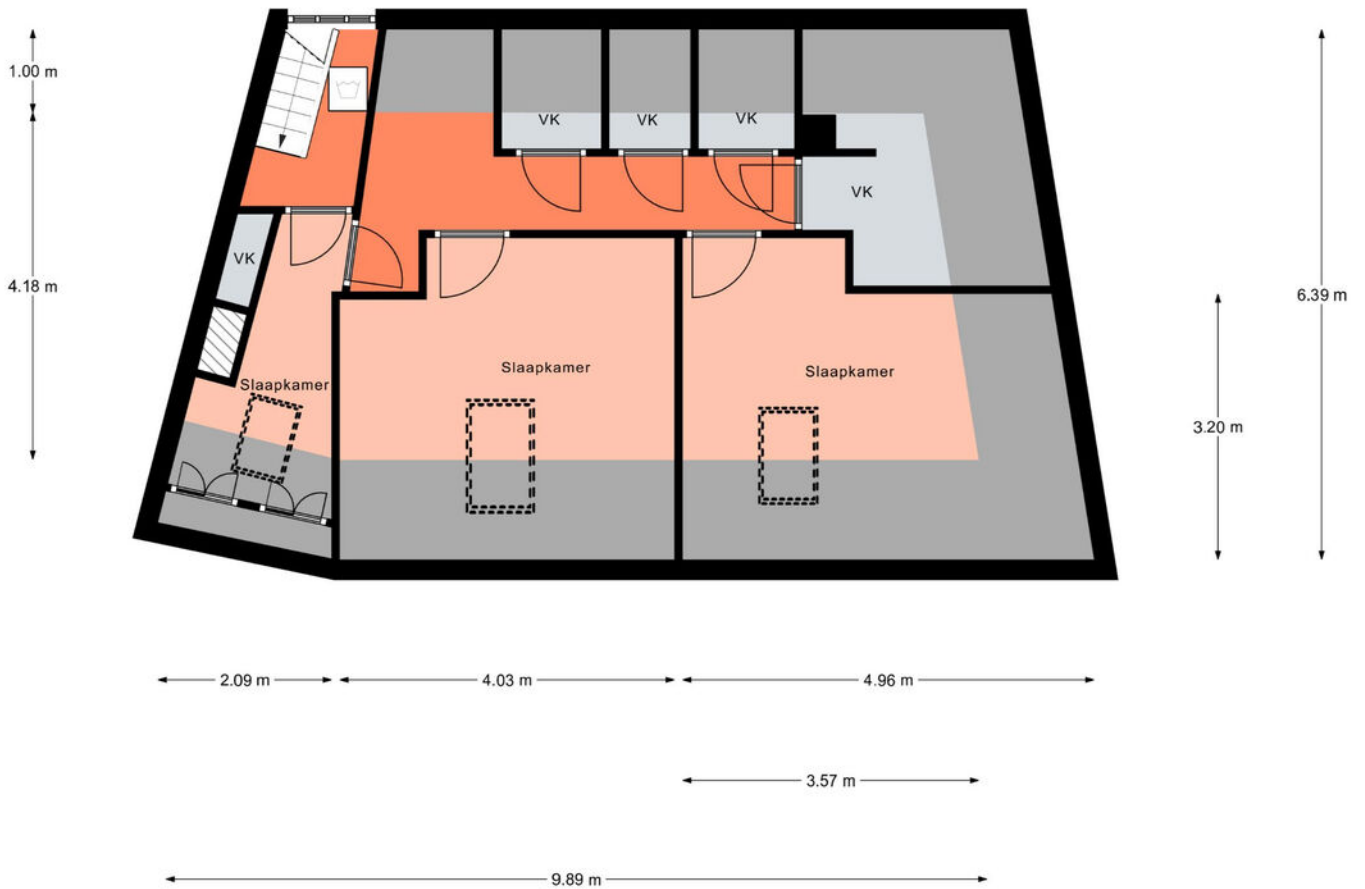 1.00 m
VK
VK
VK
VK
VK
4.18 m
6.39 m
Slaapkamer
Slaapkamer
Slaapkamer
3.20 m
2.09 m
4.03 m
4.96 m
3.57 m
9.89 m